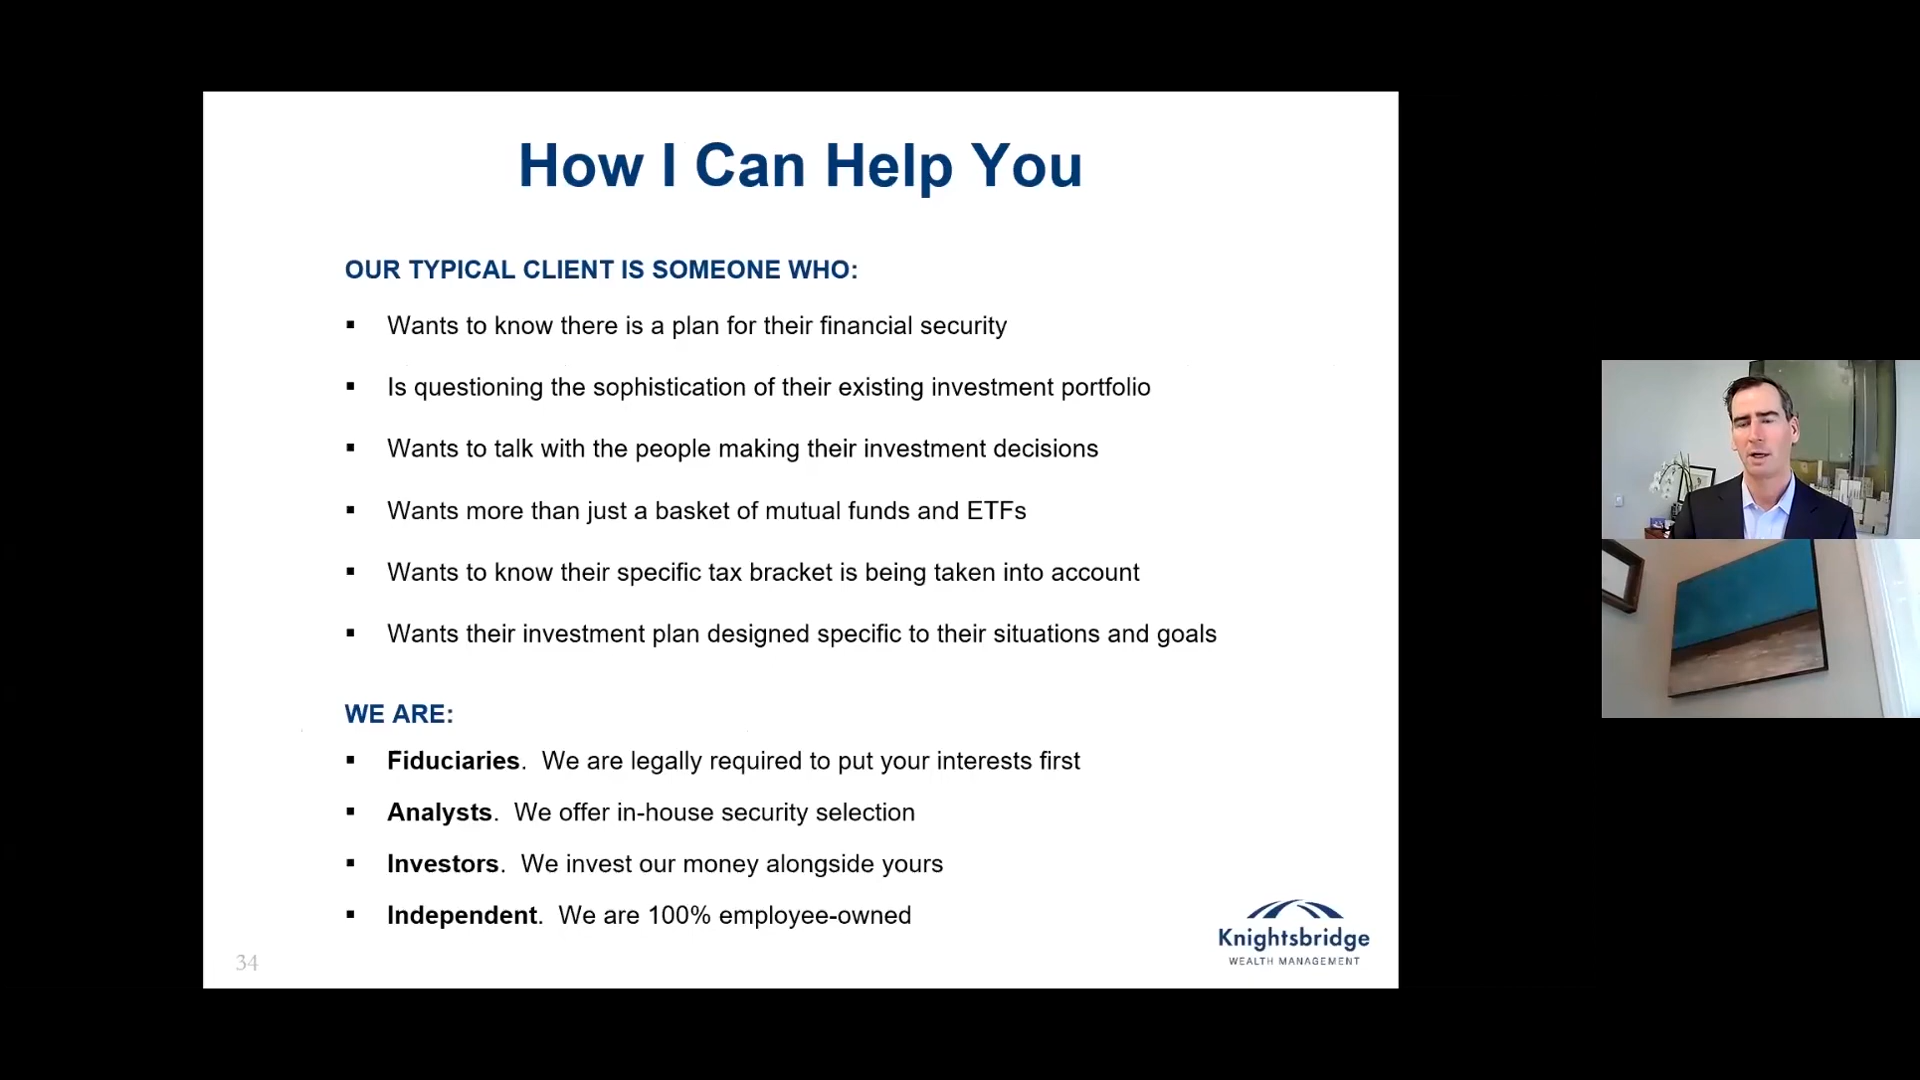 How I Can Help You
OUR TYPICAL CLIENT IS SOMEONE WHO:
▪ Wants to know there is a plan for their financial security
▪ Is questioning the sophistication of their existing investment portfolio
▪ Wants to talk with the people making their investment decisions
▪ Wants more than just a basket of mutual funds and ETFs
▪ Wants to know their specific tax bracket is being taken into account
▪ Wants their investment plan designed specific to their situations and goals
WE ARE:
▪ Fiduciaries. We are legally required to put your interests first
▪ Analysts. We offer in-house security selection
▪ Investors. We invest our money alongside yours
▪ Independent. We are 100% employee-owned
34
Knightsbridge
WEALTH MANAGEMENT